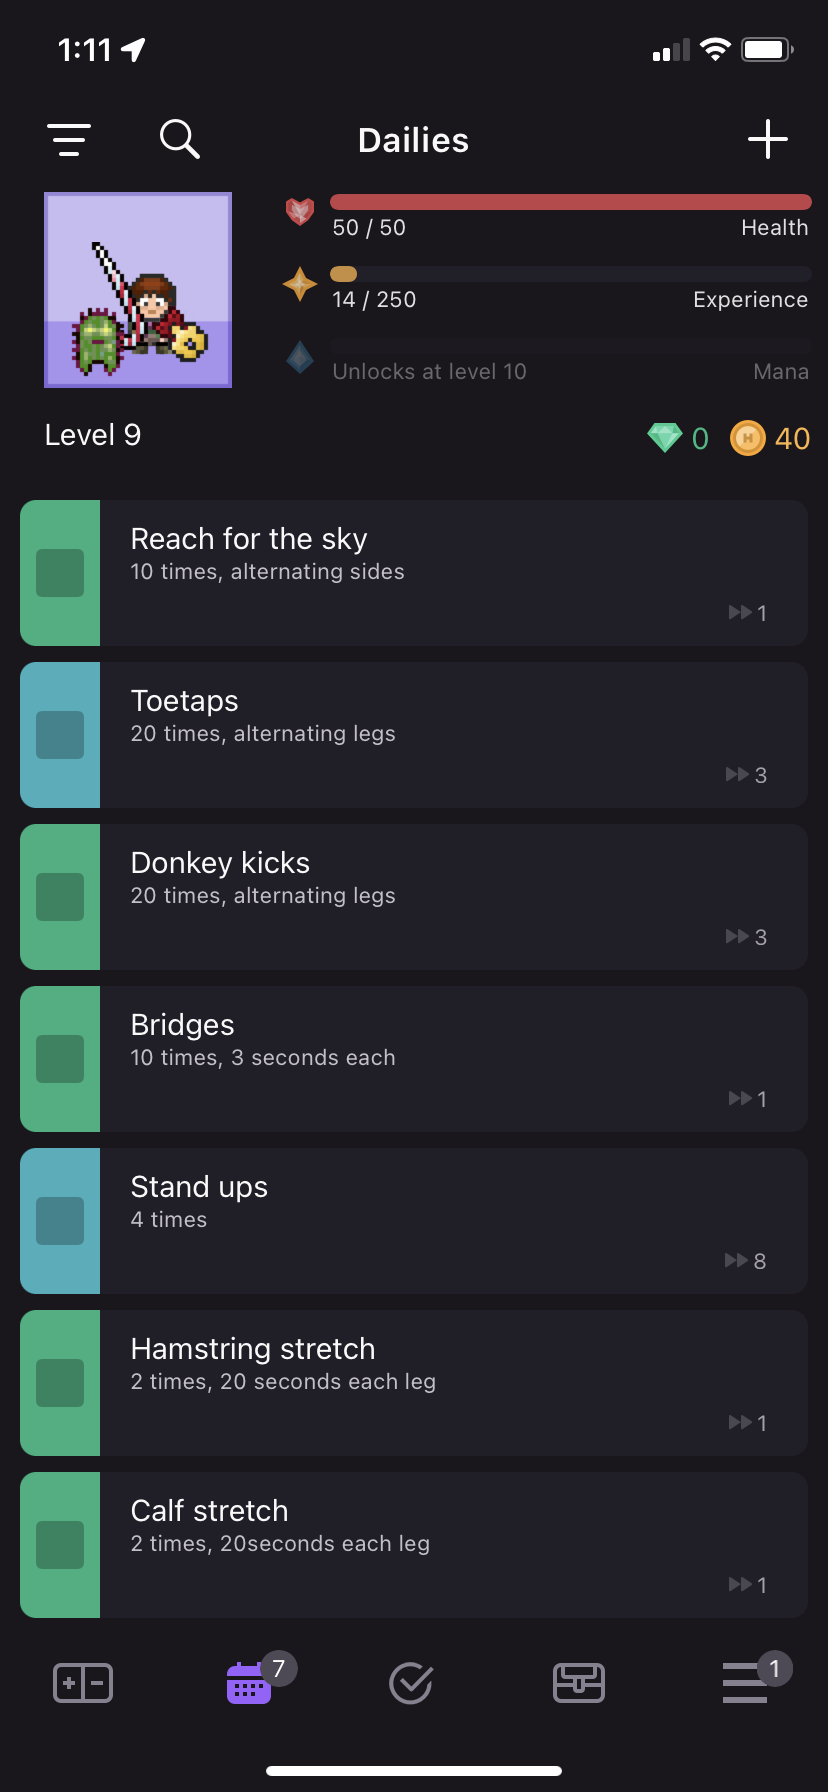 1:11
Dailies
50 / 50 Health
14 / 250 Experience
Unlocks at level 10 Mana
Level 9
0 H 40
Reach for the sky
10 times, alternating sides
1
Toetaps
20 times, alternating legs
3
Donkey kicks
20 times, alternating legs
3
Bridges
10 times, 3 seconds each
1
Stand ups
4 times
8
Hamstring stretch
2 times, 20 seconds each leg
1
Calf stretch
2 times, 20seconds each leg
1
7 1